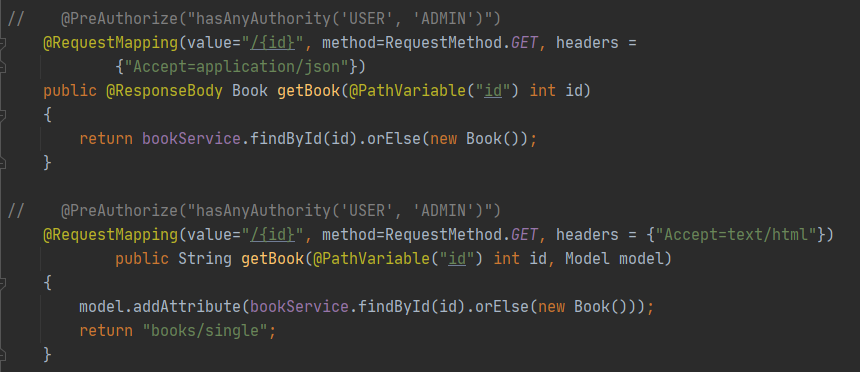 //    @PreAuthorize("hasAnyAuthority('USER', 'ADMIN')")
@RequestMapping(value="/{id}", method=RequestMethod.GET, headers =
{"Accept=application/json"})
public @ResponseBody Book getBook(@PathVariable("id") int id)
{
return bookService.findById(id).orElse(new Book());
}
//    @PreAuthorize("hasAnyAuthority('USER', 'ADMIN')")
@RequestMapping(value="/{id}", method=RequestMethod.GET, headers = {"Accept=text/html"})
public String getBook(@PathVariable("id") int id, Model model)
{
model.addAttribute(bookService.findById(id).orElse(new Book()));
return "books/single";
}